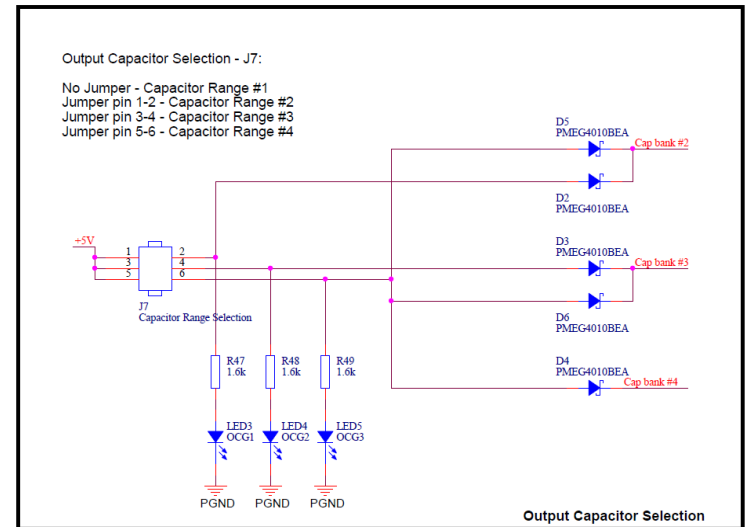 Output Capacitor Selection - J7:
No Jumper - Capacitor Range #1
Jumper pin 1-2 - Capacitor Range #2
Jumper pin 3-4 - Capacitor Range #3
Jumper pin 5-6 - Capacitor Range #4
D5
PMEG4010BEA
Cap bank #2
D2
PMEG4010BEA
+5V
1
2
3
4
5
6
J7
Capacitor Range Selection
D3
PMEG4010BEA
Cap bank #3
D6
PMEG4010BEA
R47
1.6k
R48
1.6k
R49
1.6k
D4
PMEG4010BEA
Cap bank #4
LED3
OCG1
LED4
OCG2
LED5
OCG3
PGND
PGND
PGND
Output Capacitor Selection